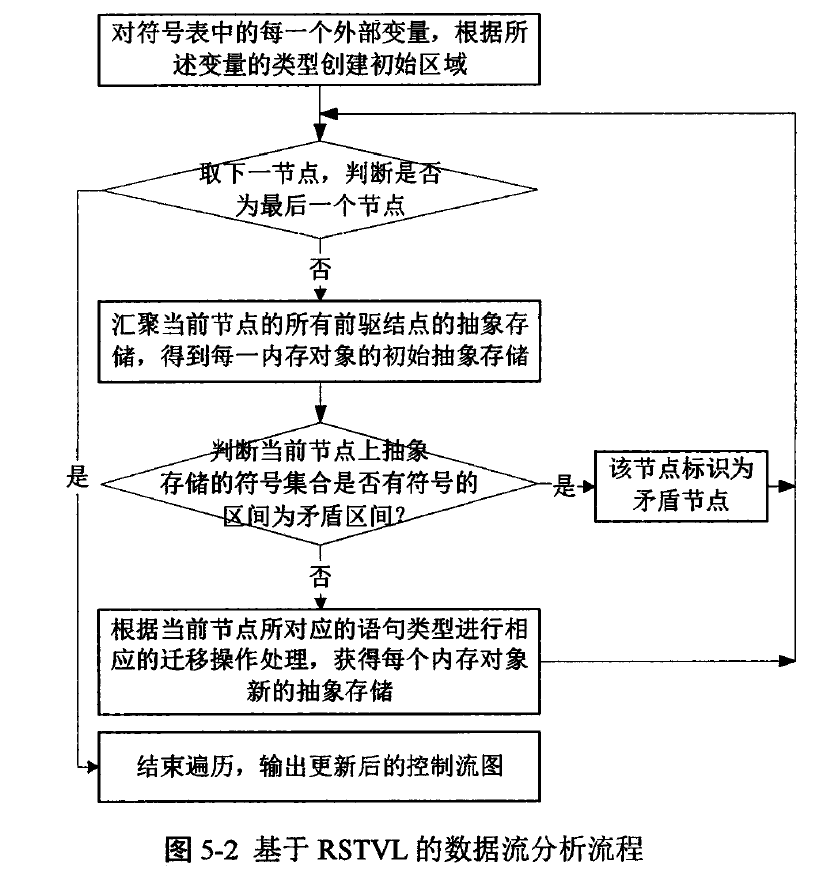 对符号表中的每一个外部变量，根据所
述变量的类型创建初始区域
取下一节点，判断是否
为最后一个节点
否
汇聚当前节点的所有前驱结点的抽象存
储，得到每一内存对象的初始抽象存储
判断当前节点上抽象
存储的符号集合是否有符号的
区间为矛盾区间？
是
该节点标识为
矛盾节点
是
否
根据当前节点所对应的语句类型进行相
应的迁移操作处理，获得每个内存对象
新的抽象存储
结束遍历，输出更新后的控制流图
图 5-2 基于 RSTVL 的数据流分析流程